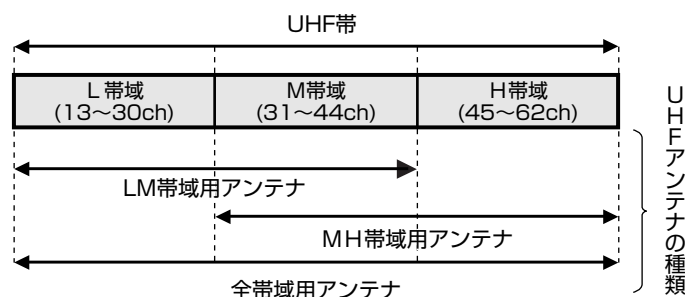 UHF帯
L帯域
(13〜30ch)
M帯域
(31〜44ch)
H帯域
(45〜62ch)
LM帯域用アンテナ
MH帯域用アンテナ
全帯域用アンテナ
UHFアンテナの種類